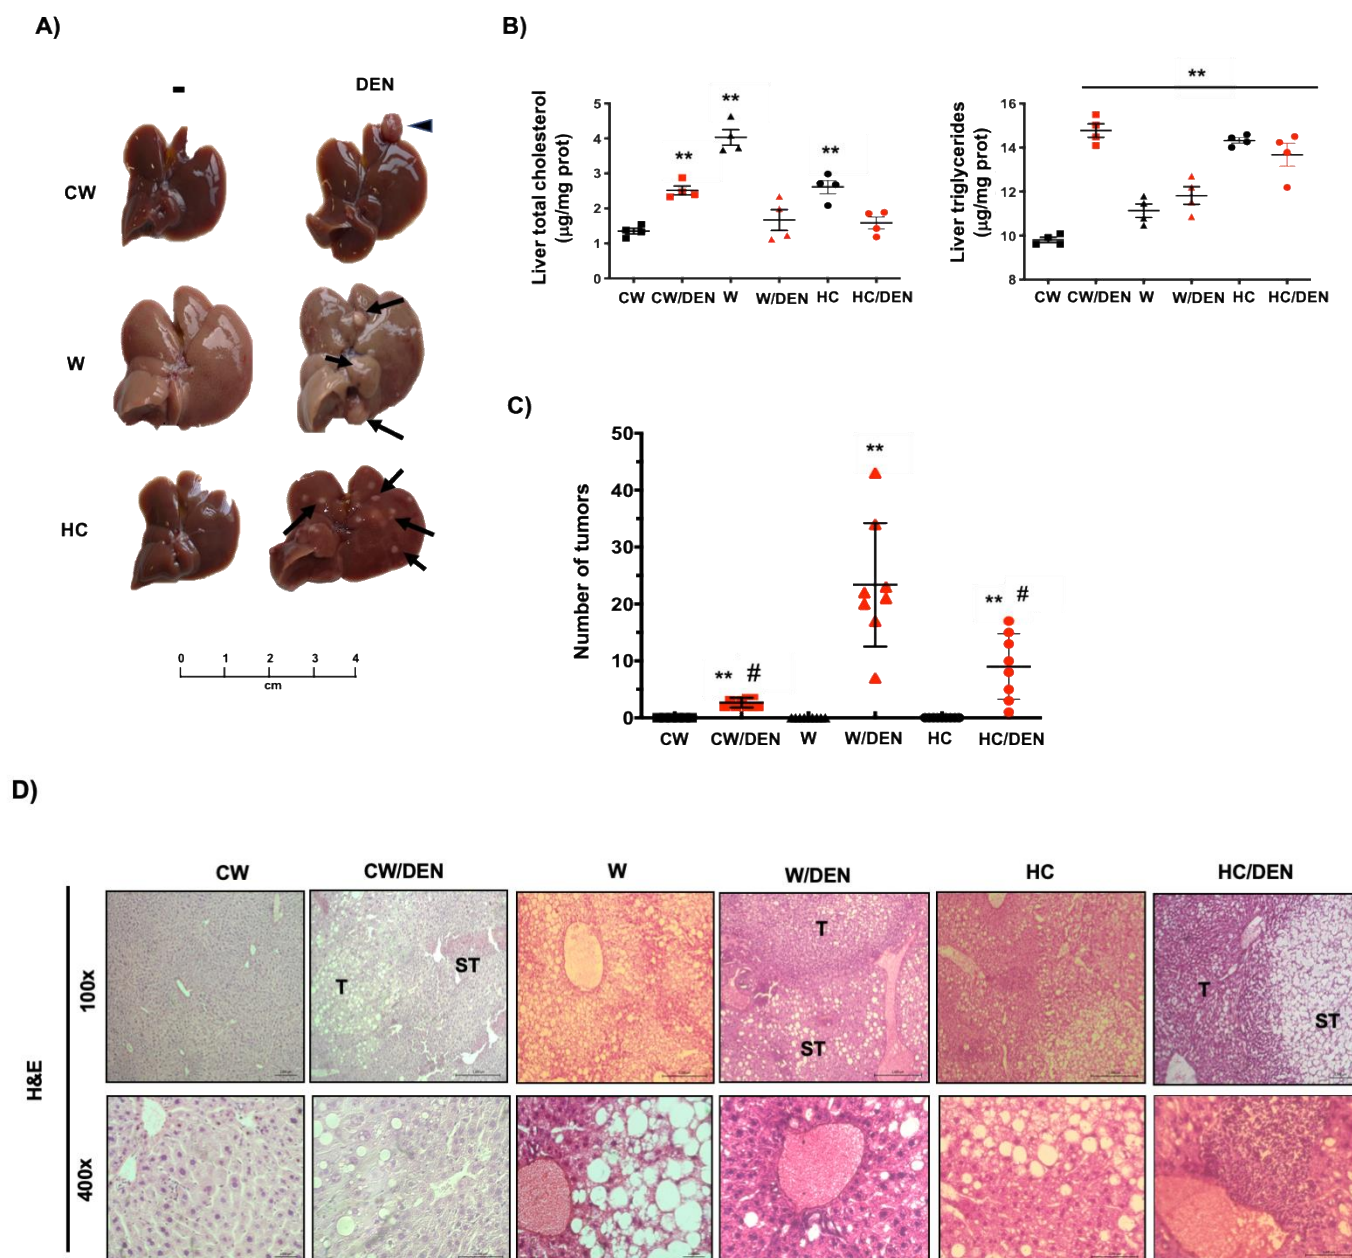 A)
-
DEN
CW
W
HC
0 1 2 3 4
cm
B)
Liver total cholesterol
(µg/mg prot)
5
4
3
2
1
0
**
**
**
CW CW/DEN W W/DEN HC HC/DEN
Liver triglycerides
(µg/mg prot)
16
14
12
10
8
**
CW CW/DEN W W/DEN HC HC/DEN
C)
Number of tumors
50
40
30
20
10
0
** #
**
** #
CW CW/DEN W W/DEN HC HC/DEN
D)
CW CW/DEN W W/DEN HC HC/DEN
H&E
100x
T ST
T ST
T ST
400x